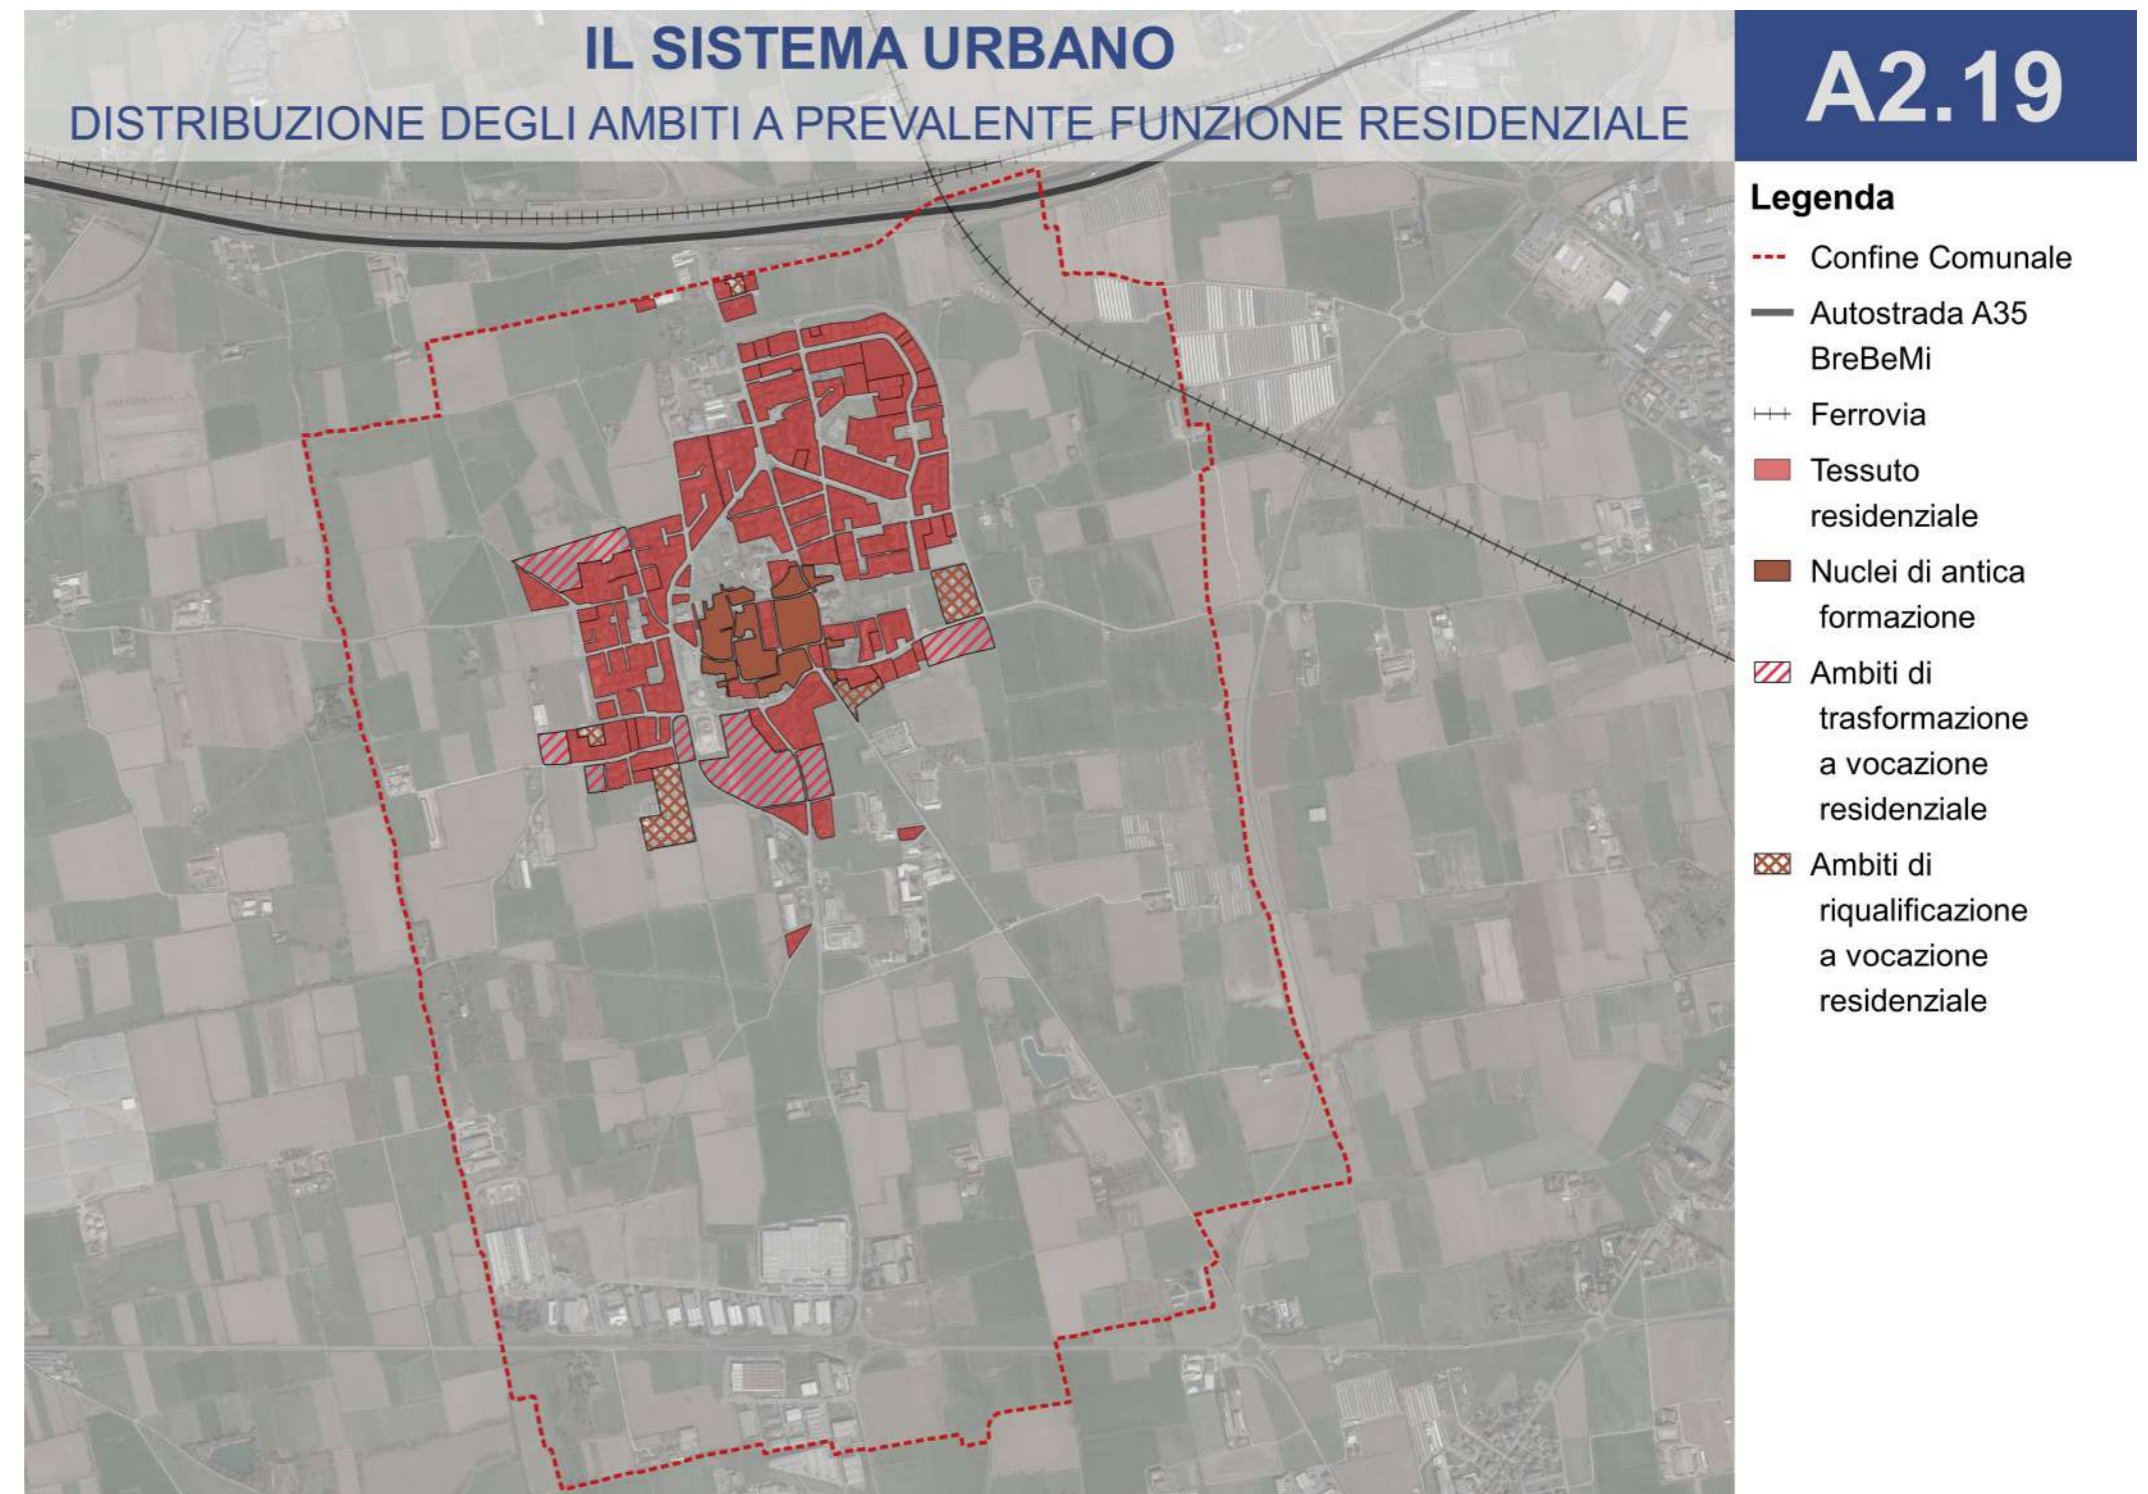 IL SISTEMA URBANO
DISTRIBUZIONE DEGLI AMBITI A PREVALENTE FUNZIONE RESIDENZIALE
A2.19
Legenda
Confine Comunale
Autostrada A35
BreBeMi
Ferrovia
Tessuto
residenziale
Nuclei di antica
formazione
Ambiti di
trasformazione
a vocazione
residenziale
Ambiti di
riqualificazione
a vocazione
residenziale